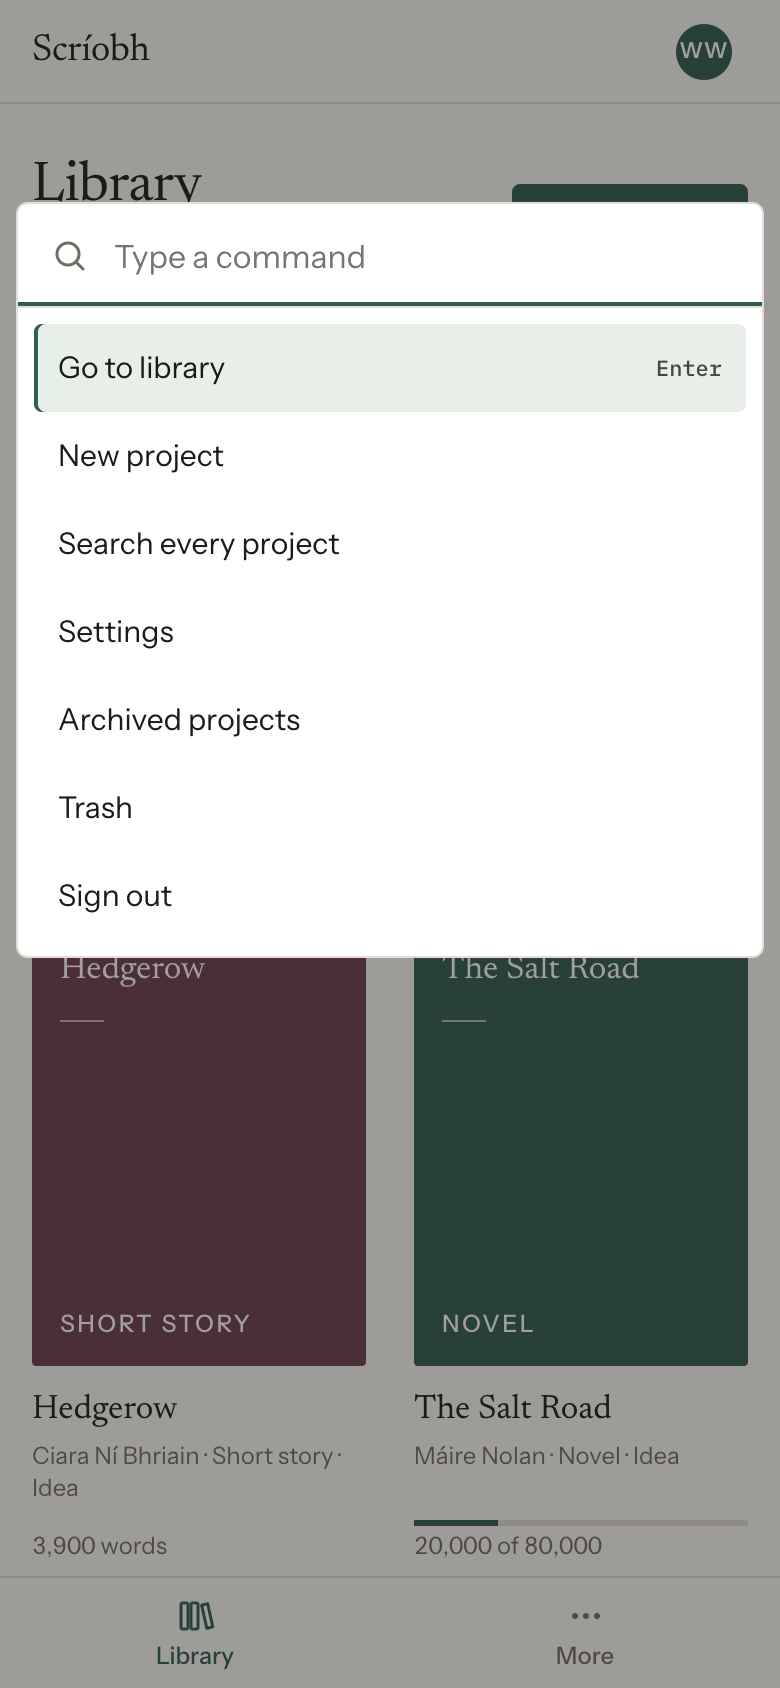 Scríobh
WW
Library
Type a command
Go to library
Enter
New project
Search every project
Settings
Archived projects
Trash
Sign out
Hedgerow
The Salt Road
SHORT STORY
NOVEL
Hedgerow
The Salt Road
Ciara Ní Bhriain · Short story ·
Idea
Máire Nolan · Novel · Idea
3,900 words
20,000 of 80,000
Library
More